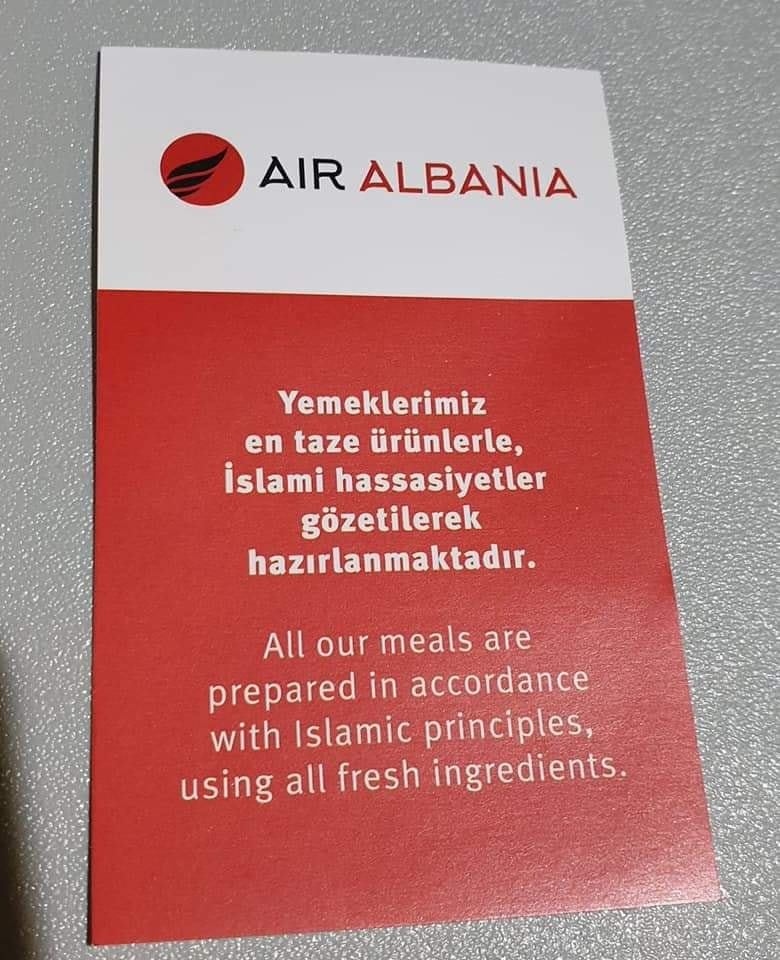 AIR ALBANIA
Yemeklerimiz
en taze ürünlerle,
İslami hassasiyetler
gözetilerek
hazırlanmaktadır.
All our meals are
prepared in accordance
with Islamic principles,
using all fresh ingredients.